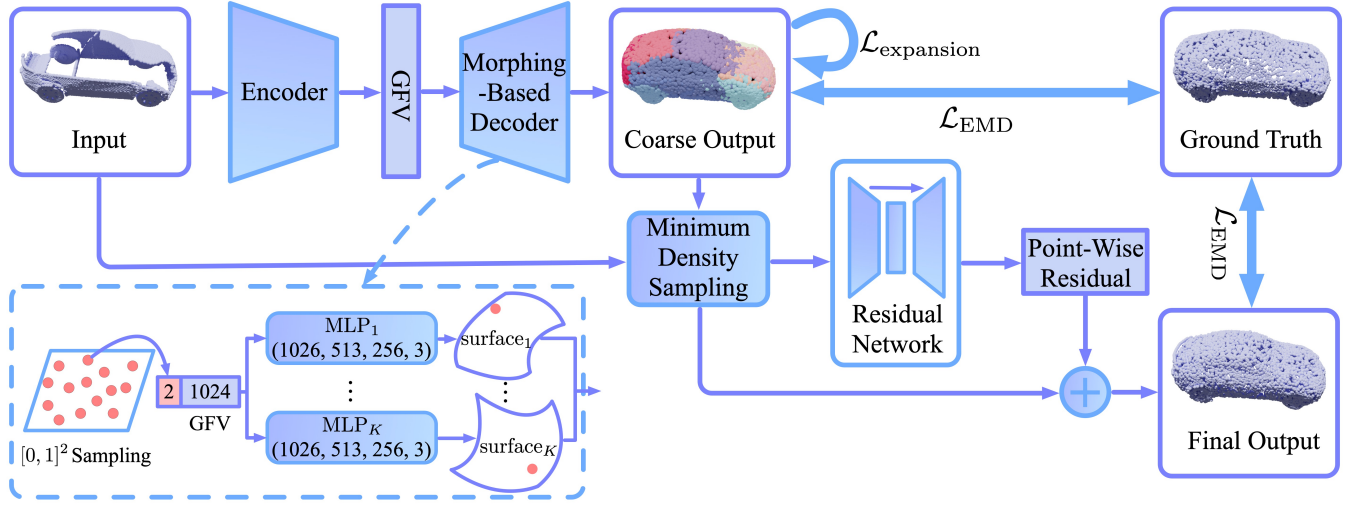 Input
Encoder
GFV
Morphing
-Based
Decoder
Coarse Output
ℒexpansion
ℒEMD
Ground Truth
Minimum
Density
Sampling
Residual
Network
Point-Wise
Residual
ℒEMD
Final Output
[0, 1]² Sampling
2 1024
GFV
MLP₁
(1026, 513, 256, 3)
⋮
MLP_K
(1026, 513, 256, 3)
surface₁
⋮
surface_K